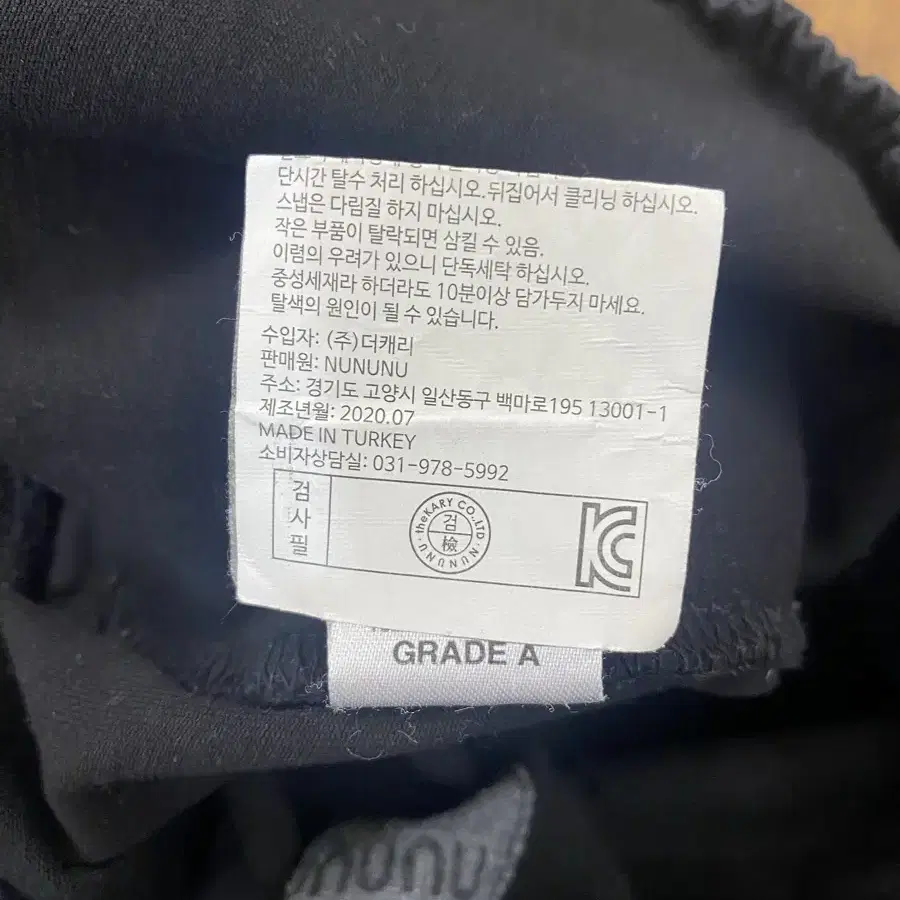 단시간 탈수 처리 하십시오.뒤집어서 클리닝 하십시오.
스냅은 다림질 하지 마십시오.
작은 부품이 탈락되면 삼킬 수 있음.
이렴의 우려가 있으니 단독세탁 하십시오.
중성세재라 하더라도 10분이상 담가두지 마세요.
탈색의 원인이 될 수 있습니다.
수입자: (주)더캐리
판매원: NUNUNU
주소: 경기도 고양시 일산동구 백마로195 13001-1
제조년월: 2020.07
MADE IN TURKEY
소비자상담실: 031-978-5992
검사필
theKARY CO.,LTD · NUNUNU ·
검
檢
KC
GRADE A
nunu